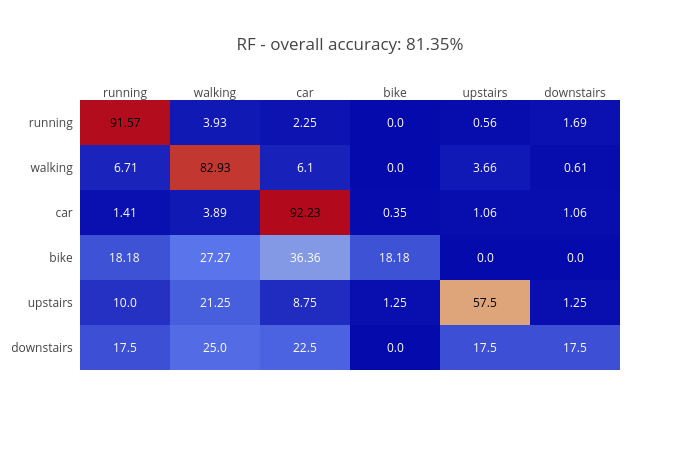 RF - overall accuracy: 81.35%
running walking car bike upstairs downstairs
running 91.57 3.93 2.25 0.0 0.56 1.69
walking 6.71 82.93 6.1 0.0 3.66 0.61
car 1.41 3.89 92.23 0.35 1.06 1.06
bike 18.18 27.27 36.36 18.18 0.0 0.0
upstairs 10.0 21.25 8.75 1.25 57.5 1.25
downstairs 17.5 25.0 22.5 0.0 17.5 17.5